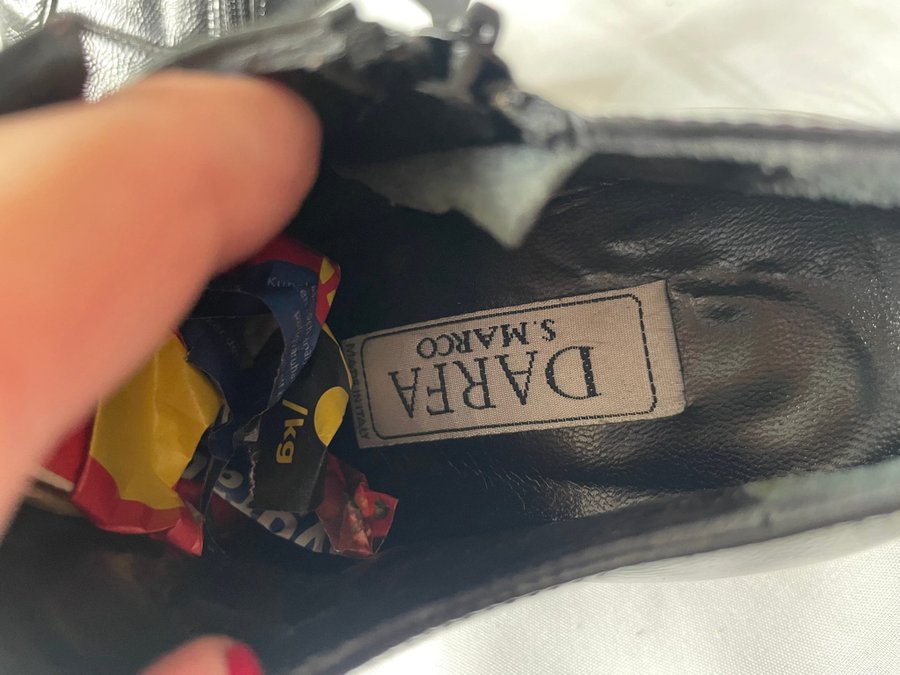 DARFA
S. MARCO
MADE IN ITALY
/kg